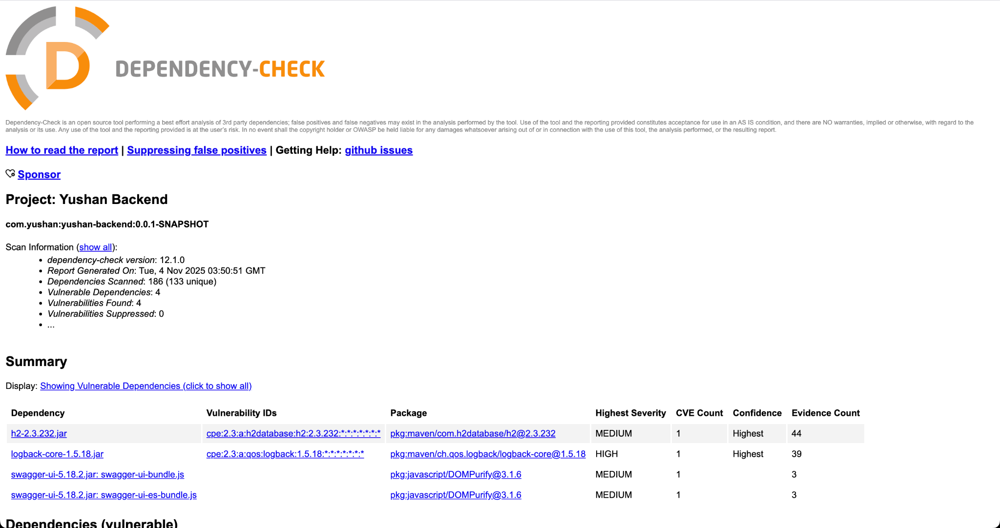 D
DEPENDENCY-CHECK
Dependency-Check is an open source tool performing a best effort analysis of 3rd party dependencies; false positives and false negatives may exist in the analysis performed by the tool. Use of the tool and the reporting provided constitutes acceptance for use in an AS IS condition, and there are NO warranties, implied or otherwise, with regard to the
analysis or its use. Any use of the tool and the reporting provided is at the user's risk. In no event shall the copyright holder or OWASP be held liable for any damages whatsoever arising out of or in connection with the use of this tool, the analysis performed, or the resulting report.
How to read the report | Suppressing false positives | Getting Help: github issues
Sponsor
Project: Yushan Backend
com.yushan:yushan-backend:0.0.1-SNAPSHOT
Scan Information (show all):
• dependency-check version: 12.1.0
• Report Generated On: Tue, 4 Nov 2025 03:50:51 GMT
• Dependencies Scanned: 186 (133 unique)
• Vulnerable Dependencies: 4
• Vulnerabilities Found: 4
• Vulnerabilities Suppressed: 0
• ...
Summary
Display: Showing Vulnerable Dependencies (click to show all)
Dependency Vulnerability IDs Package Highest Severity CVE Count Confidence Evidence Count
h2-2.3.232.jar cpe:2.3:a:h2database:h2:2.3.232:*:*:*:*:*:*:* pkg:maven/com.h2database/h2@2.3.232 MEDIUM 1 Highest 44
logback-core-1.5.18.jar cpe:2.3:a:qos:logback:1.5.18:*:*:*:*:*:*:* pkg:maven/ch.qos.logback/logback-core@1.5.18 HIGH 1 Highest 39
swagger-ui-5.18.2.jar: swagger-ui-bundle.js pkg:javascript/DOMPurify@3.1.6 MEDIUM 1 3
swagger-ui-5.18.2.jar: swagger-ui-es-bundle.js pkg:javascript/DOMPurify@3.1.6 MEDIUM 1 3
Dependencies (vulnerable)